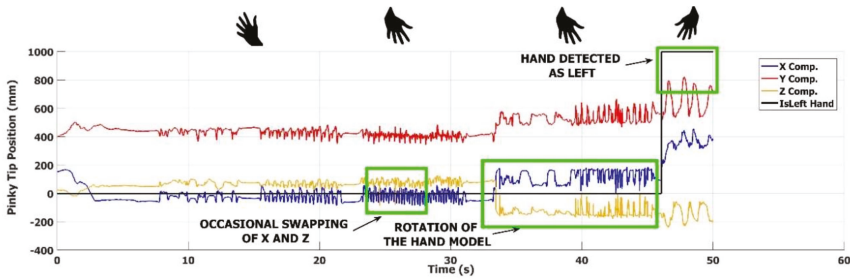 HAND DETECTED
AS LEFT
X Comp.
Y Comp.
Z Comp.
IsLeft Hand
Pinky Tip Position (mm)
1000
800
600
400
200
0
-200
-400
OCCASIONAL SWAPPING
OF X AND Z
ROTATION OF
THE HAND MODEL
0 10 20 30 40 50 60
Time (s)